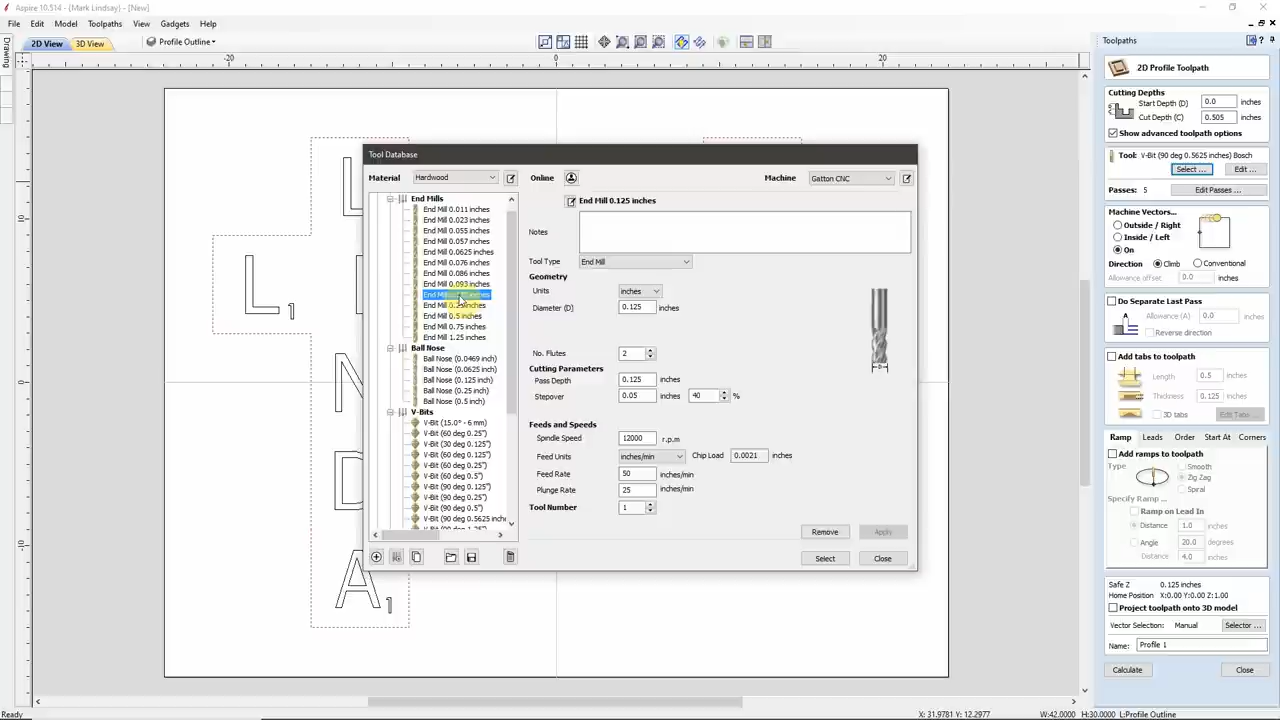 Aspire 10.514 - {Mark Lindsay} - [New]
File Edit Model Toolpaths View Gadgets Help
2D View 3D View Profile Outline
Drawing
-20 0 20
10
0
-10
L
L 1
N
D
A 1
Tool Database
Material Hardwood Online Machine Gatton CNC
End Mills
End Mill 0.011 inches
End Mill 0.023 inches
End Mill 0.055 inches
End Mill 0.057 inches
End Mill 0.0625 inches
End Mill 0.076 inches
End Mill 0.086 inches
End Mill 0.093 inches
End Mill inches
End Mill inches
End Mill 0.5 inches
End Mill 0.75 inches
End Mill 1.25 inches
Ball Nose
Ball Nose (0.0469 inch)
Ball Nose (0.0625 inch)
Ball Nose (0.125 inch)
Ball Nose (0.25 inch)
Ball Nose (0.5 inch)
V-Bits
V-Bit (15.0° - 6 mm)
V-Bit (60 deg 0.25")
V-Bit (30 deg 0.125")
V-Bit (60 deg 0.125")
V-Bit (60 deg 0.25")
V-Bit (60 deg 0.5")
V-Bit (90 deg 0.125")
V-Bit (90 deg 0.25")
V-Bit (90 deg 0.5")
V-Bit (90 deg 0.5625 inch
End Mill 0.125 inches
Notes
Tool Type End Mill
Geometry
Units inches
Diameter (D) 0.125 inches
No. Flutes 2
Cutting Parameters
Pass Depth 0.125 inches
Stepover 0.05 inches 40 %
Feeds and Speeds
Spindle Speed 12000 r.p.m
Feed Units inches/min Chip Load 0.0021 inches
Feed Rate 50 inches/min
Plunge Rate 25 inches/min
Tool Number 1
D
Remove Apply
Select Close
Toolpaths
2D Profile Toolpath
Cutting Depths
Start Depth (D) 0.0 inches
Cut Depth (C) 0.505 inches
Show advanced toolpath options
Tool: V-Bit (90 deg 0.5625 inches) Bosch
Select ... Edit ...
Passes: 5 Edit Passes ...
Machine Vectors...
Outside / Right
Inside / Left
On
Direction Climb Conventional
Allowance offset 0.0 inches
Do Separate Last Pass
Allowance (A) 0.0 inches
Reverse direction
Add tabs to toolpath
Length 0.5 inches
Thickness 0.125 inches
3D tabs Edit Tabs ...
Ramp Leads Order Start At Corners
Add ramps to toolpath
Type Smooth
Zig Zag
Spiral
Specify Ramp ...
Ramp on Lead In
Distance 1.0 inches
Angle 20.0 degrees
Distance 4.0 inches
Safe Z 0.125 inches
Home Position X:0.00 Y:0.00 Z:1.00
Project toolpath onto 3D model
Vector Selection: Manual Selector ...
Name: Profile 1
Calculate Close
Ready X: 31.9781 Y: 12.2977 W:42.0000 H:30.0000 L:Profile Outline